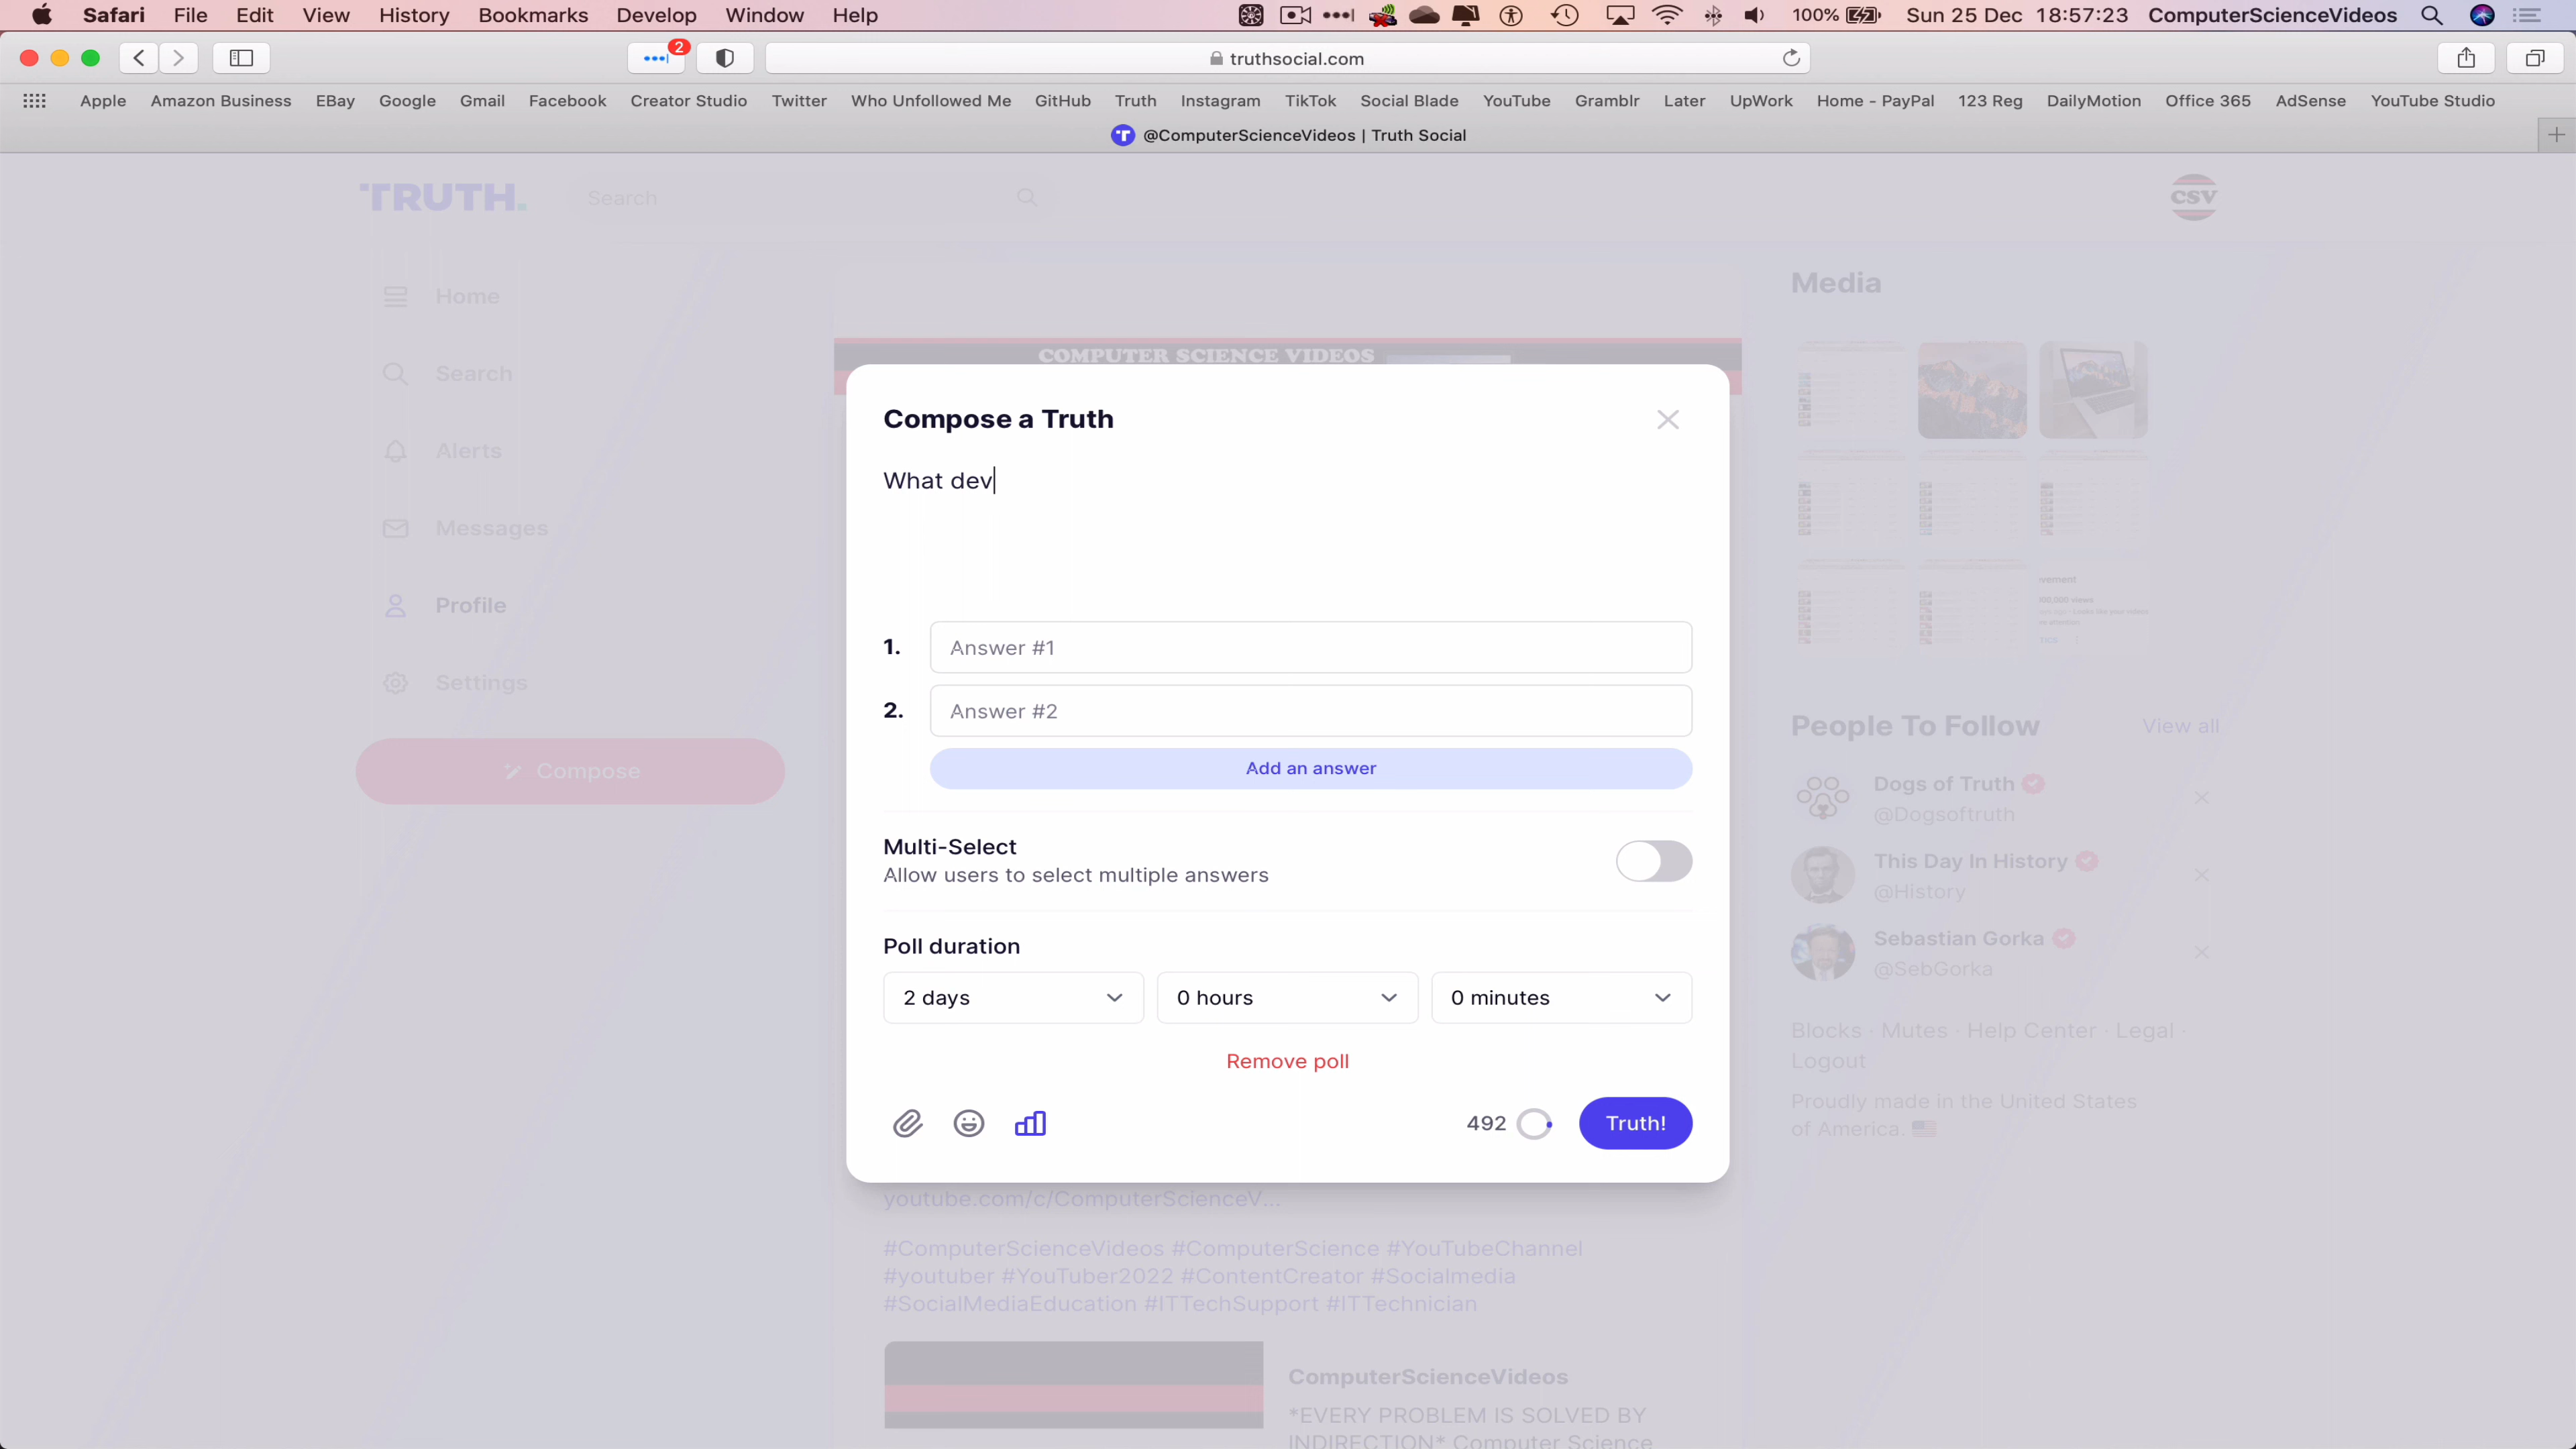 Safari File Edit View History Bookmarks Develop Window Help 100% Sun 25 Dec 18:57:23 ComputerScienceVideos
2
truthsocial.com
Apple Amazon Business EBay Google Gmail Facebook Creator Studio Twitter Who Unfollowed Me GitHub Truth Instagram TikTok Social Blade YouTube Gramblr Later UpWork Home - PayPal 123 Reg DailyMotion Office 365 AdSense YouTube Studio
@ComputerScienceVideos | Truth Social
TRUTH.
Search
CSV
Home
Search
Alerts
Messages
Profile
Settings
Compose
COMPUTER SCIENCE VIDEOS
Compose a Truth
What dev
1. Answer #1
2. Answer #2
Add an answer
Multi-Select
Allow users to select multiple answers
Poll duration
2 days 0 hours 0 minutes
Remove poll
492 Truth!
youtube.com/c/ComputerScienceV...
#ComputerScienceVideos #ComputerScience #YouTubeChannel
#youtuber #YouTuber2022 #ContentCreator #Socialmedia
#SocialMediaEducation #ITTechSupport #ITTechnician
ComputerScienceVideos
*EVERY PROBLEM IS SOLVED BY
INDIRECTION* Computer Science
Media
People To Follow View all
Dogs of Truth
@Dogsoftruth
This Day In History
@History
Sebastian Gorka
@SebGorka
Blocks · Mutes · Help Center · Legal ·
Logout
Proudly made in the United States
of America.